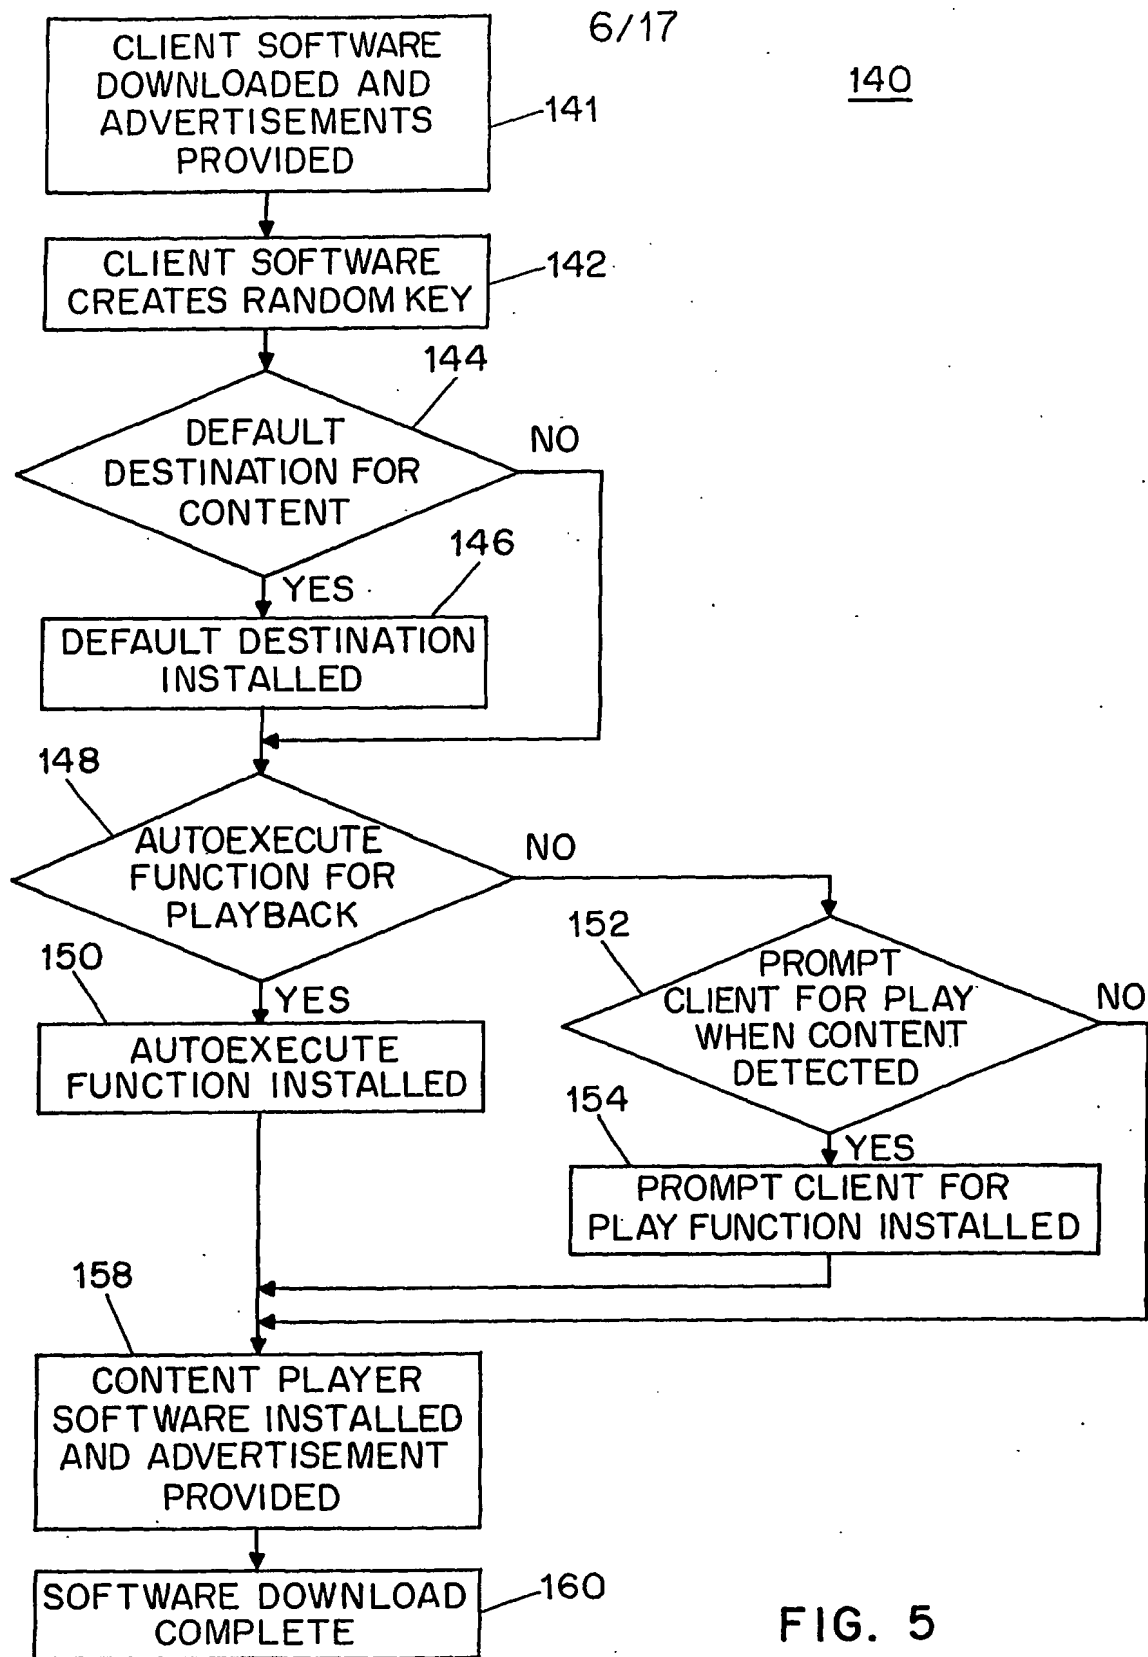 6/17
140
CLIENT SOFTWARE
DOWNLOADED AND
ADVERTISEMENTS
PROVIDED
141
CLIENT SOFTWARE
CREATES RANDOM KEY
142
144
DEFAULT
DESTINATION FOR
CONTENT
NO
YES
146
DEFAULT DESTINATION
INSTALLED
148
AUTOEXECUTE
FUNCTION FOR
PLAYBACK
NO
YES
150
AUTOEXECUTE
FUNCTION INSTALLED
152
PROMPT
CLIENT FOR PLAY
WHEN CONTENT
DETECTED
NO
YES
154
PROMPT CLIENT FOR
PLAY FUNCTION INSTALLED
158
CONTENT PLAYER
SOFTWARE INSTALLED
AND ADVERTISEMENT
PROVIDED
SOFTWARE DOWNLOAD
COMPLETE
160
FIG. 5